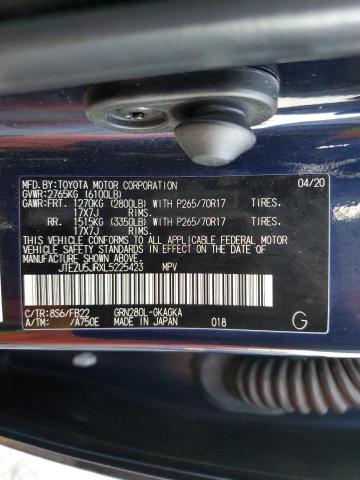 MFD.BY:TOYOTA MOTOR CORPORATION 04/20
GVWR:2765KG (6100LB)
GAWR:FRT. 1270KG (2800LB) WITH P265/70R17 TIRES.
17X7J RIMS.
RR. 1515KG (3350LB) WITH P265/70R17 TIRES.
17X7J RIMS.
THIS VEHICLE CONFORMS TO ALL APPLICABLE FEDERAL MOTOR
VEHICLE SAFETY STANDARDS IN EFFECT ON THE DATE OF
MANUFACTURE SHOWN ABOVE.
JTEZU5JRXL5225423 MPV
C/TR:8S6/FB22 GRN280L-GKAGKA
A/TM: /A750E MADE IN JAPAN 018 G